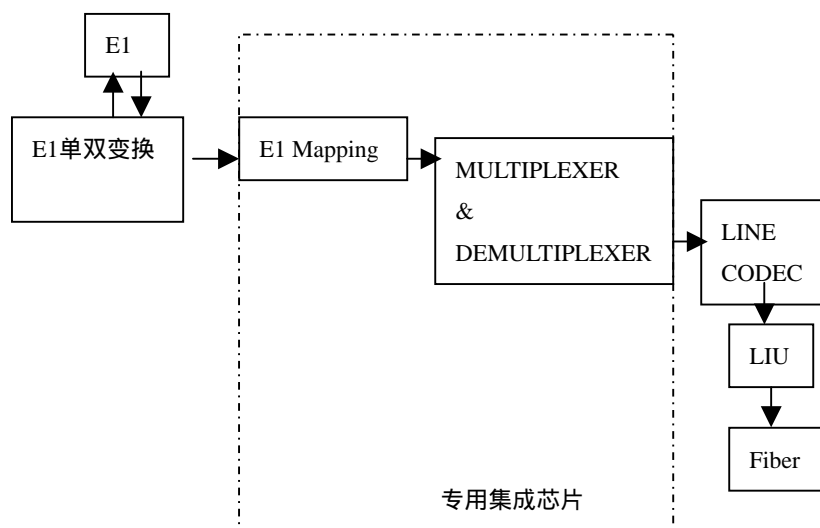 E1
E1单双变换
E1 Mapping
MULTIPLEXER
&
DEMULTIPLEXER
LINE
CODEC
LIU
Fiber
专用集成芯片